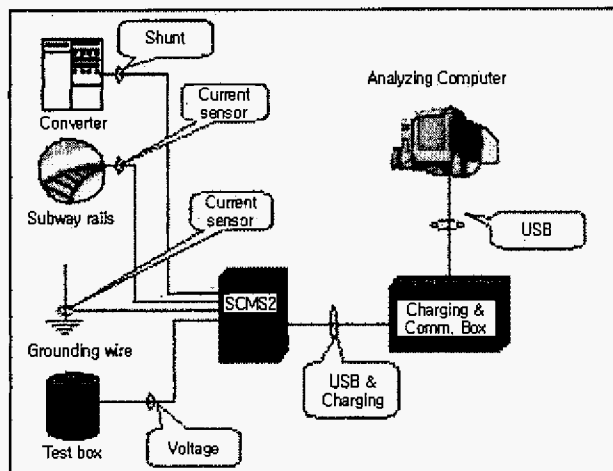 Shunt
Converter
Current
sensor
Subway rails
Current
sensor
Grounding wire
Test box
Voltage
SCMS2
USB &
Charging
Analyzing Computer
USB
Charging &
Comm. Box